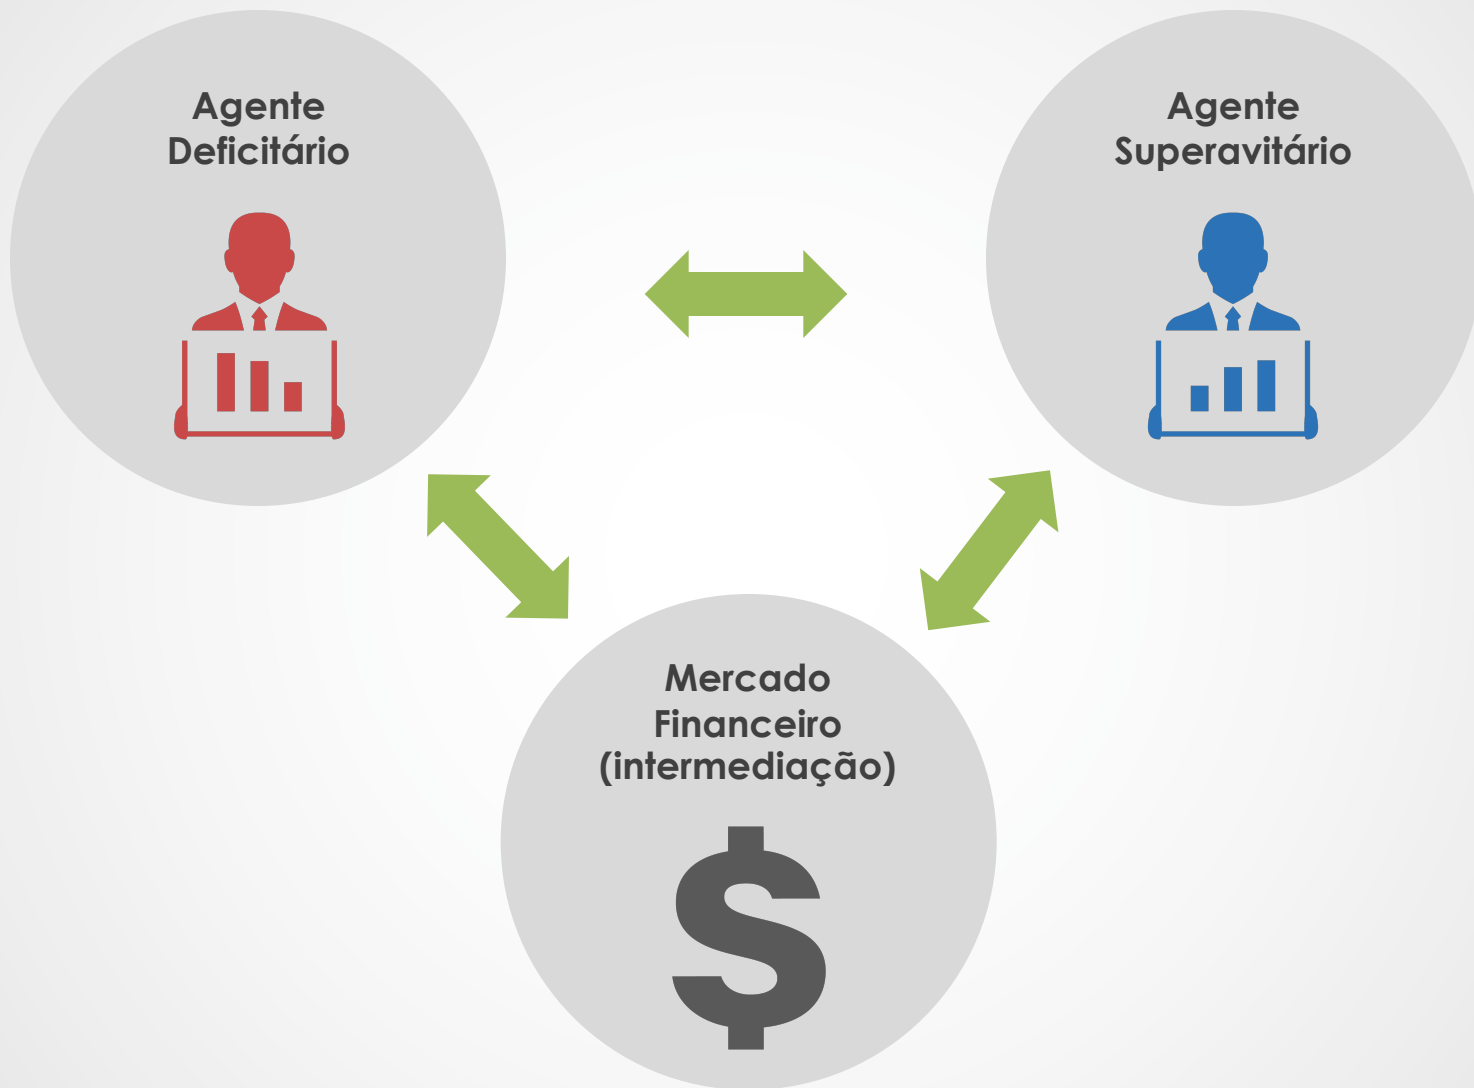 Agente
Deficitário
Agente
Superavitário
Mercado
Financeiro
(intermediação)
$